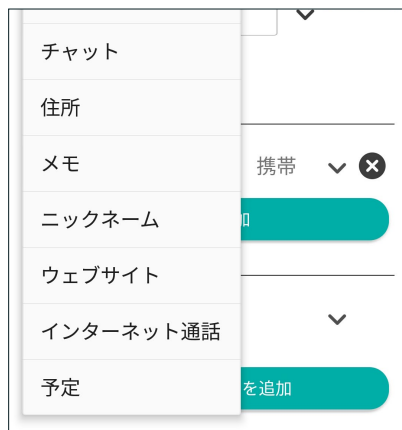 チャット
住所
メモ
携帯
ニックネーム
加
ウェブサイト
インターネット通話
予定
を追加